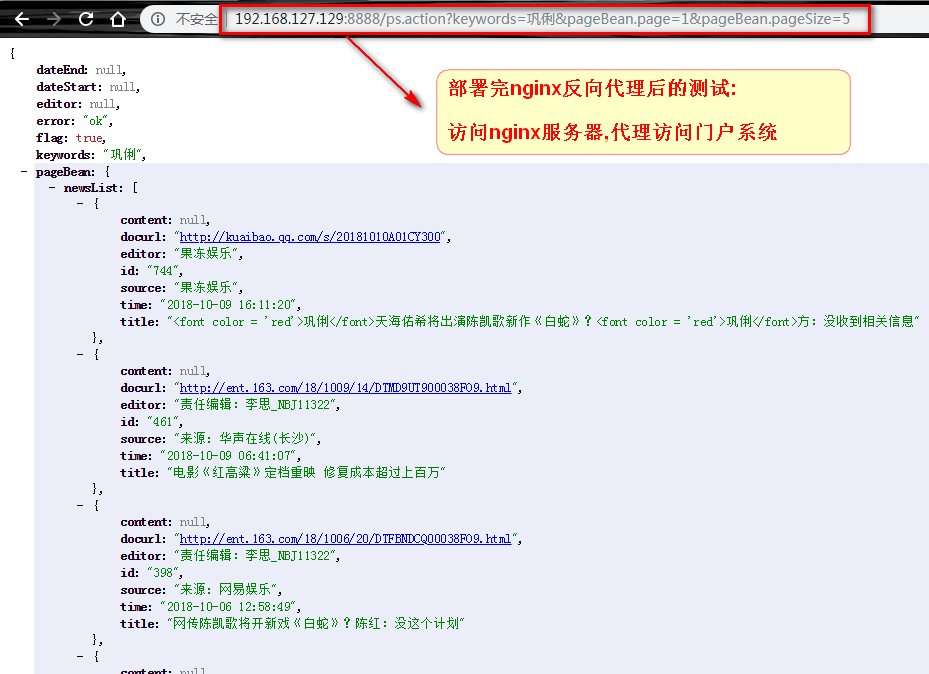 不安全 192.168.127.129:8888/ps.action?keywords=巩俐&pageBean.page=1&pageBean.pageSize=5
部署完nginx反向代理后的测试:
访问nginx服务器,代理访问门户系统
{
dateEnd: null,
dateStart: null,
editor: null,
error: "ok",
flag: true,
keywords: "巩俐",
- pageBean: {
- newsList: [
- {
content: null,
docurl: "http://kuaibao.qq.com/s/20181010A01CY300",
editor: "果冻娱乐",
id: "744",
source: "果冻娱乐",
time: "2018-10-09 16:11:20",
title: "<font color = 'red'>巩俐</font>天海佑希将出演陈凯歌新作《白蛇》？<font color = 'red'>巩俐</font>方：没收到相关信息"
},
- {
content: null,
docurl: "http://ent.163.com/18/1009/14/DTMD9UT900038FO9.html",
editor: "责任编辑：李思_NBJ11322",
id: "461",
source: "来源：华声在线(长沙)",
time: "2018-10-09 06:41:07",
title: "电影《红高粱》定档重映 修复成本超过上百万"
},
- {
content: null,
docurl: "http://ent.163.com/18/1006/20/DTFBNDCQ00038FO9.html",
editor: "责任编辑：李思_NBJ11322",
id: "398",
source: "来源：网易娱乐",
time: "2018-10-06 12:58:49",
title: "网传陈凯歌将开新戏《白蛇》？陈红：没这个计划"
},
- {
content: null,